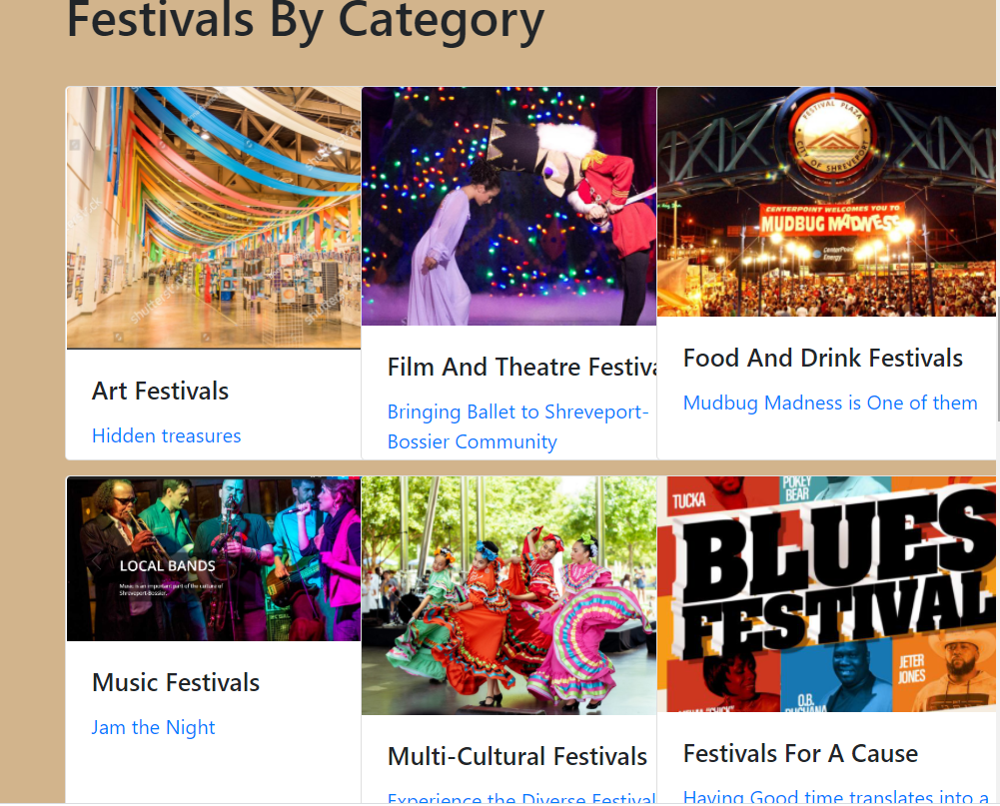 Festivals By Category
shutterstock
FESTIVAL PLAZA
CITY OF SHREVEPORT
CENTERPOINT WELCOMES YOU TO
MUDBUG MADNESS
CenterPoint
Energy
Art Festivals
Hidden treasures
Film And Theatre Festiva
Bringing Ballet to Shreveport-
Bossier Community
Food And Drink Festivals
Mudbug Madness is One of them
LOCAL BANDS
Music is an important part of the culture of
Shreveport-Bossier.
TUCKA
POKEY
BEAR
BLUES
FESTIVAL
JETER
JONES
O.B.
BUCHANA
"CHICK"
Music Festivals
Jam the Night
Multi-Cultural Festivals
Experience the Diverse Festival
Festivals For A Cause
Having Good time translates into a